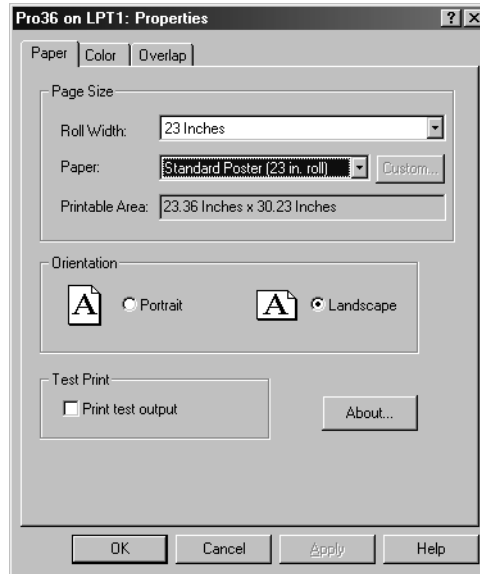 Pro36 on LPT1: Properties
Paper Color Overlap
Page Size
Roll Width: 23 Inches
Paper: Standard Poster (23 in. roll) Custom...
Printable Area: 23.36 Inches x 30.23 Inches
Orientation
A Portrait A Landscape
Test Print
Print test output
About...
OK Cancel Apply Help